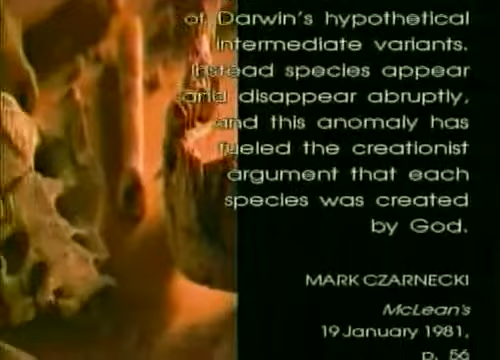 of Darwin's hypothetical
intermediate variants.
Instead species appear
and disappear abruptly,
and this anomaly has
fueled the creationist
argument that each
species was created
by God.
MARK CZARNECKI
McLean's
19 January 1981,
p. 56